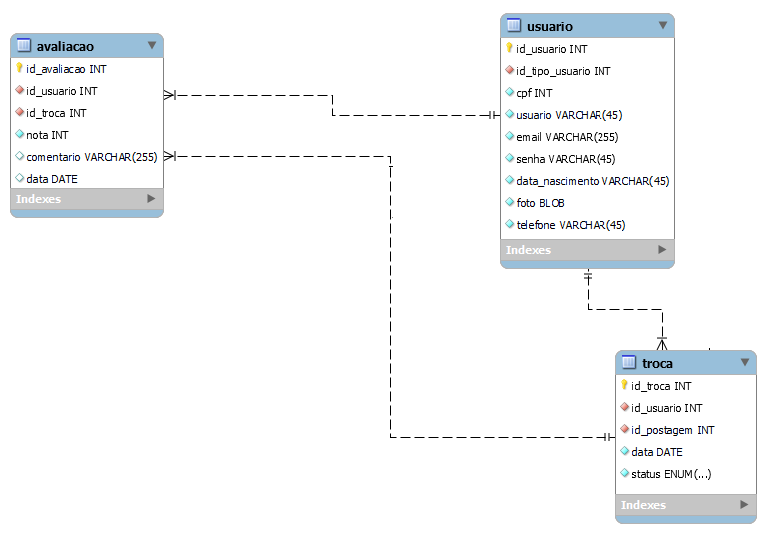 avaliacao
id_avaliacao INT
id_usuario INT
id_troca INT
nota INT
comentario VARCHAR(255)
data DATE
Indexes
usuario
id_usuario INT
id_tipo_usuario INT
cpf INT
usuario VARCHAR(45)
email VARCHAR(255)
senha VARCHAR(45)
data_nascimento VARCHAR(45)
foto BLOB
telefone VARCHAR(45)
Indexes
troca
id_troca INT
id_usuario INT
id_postagem INT
data DATE
status ENUM(...)
Indexes